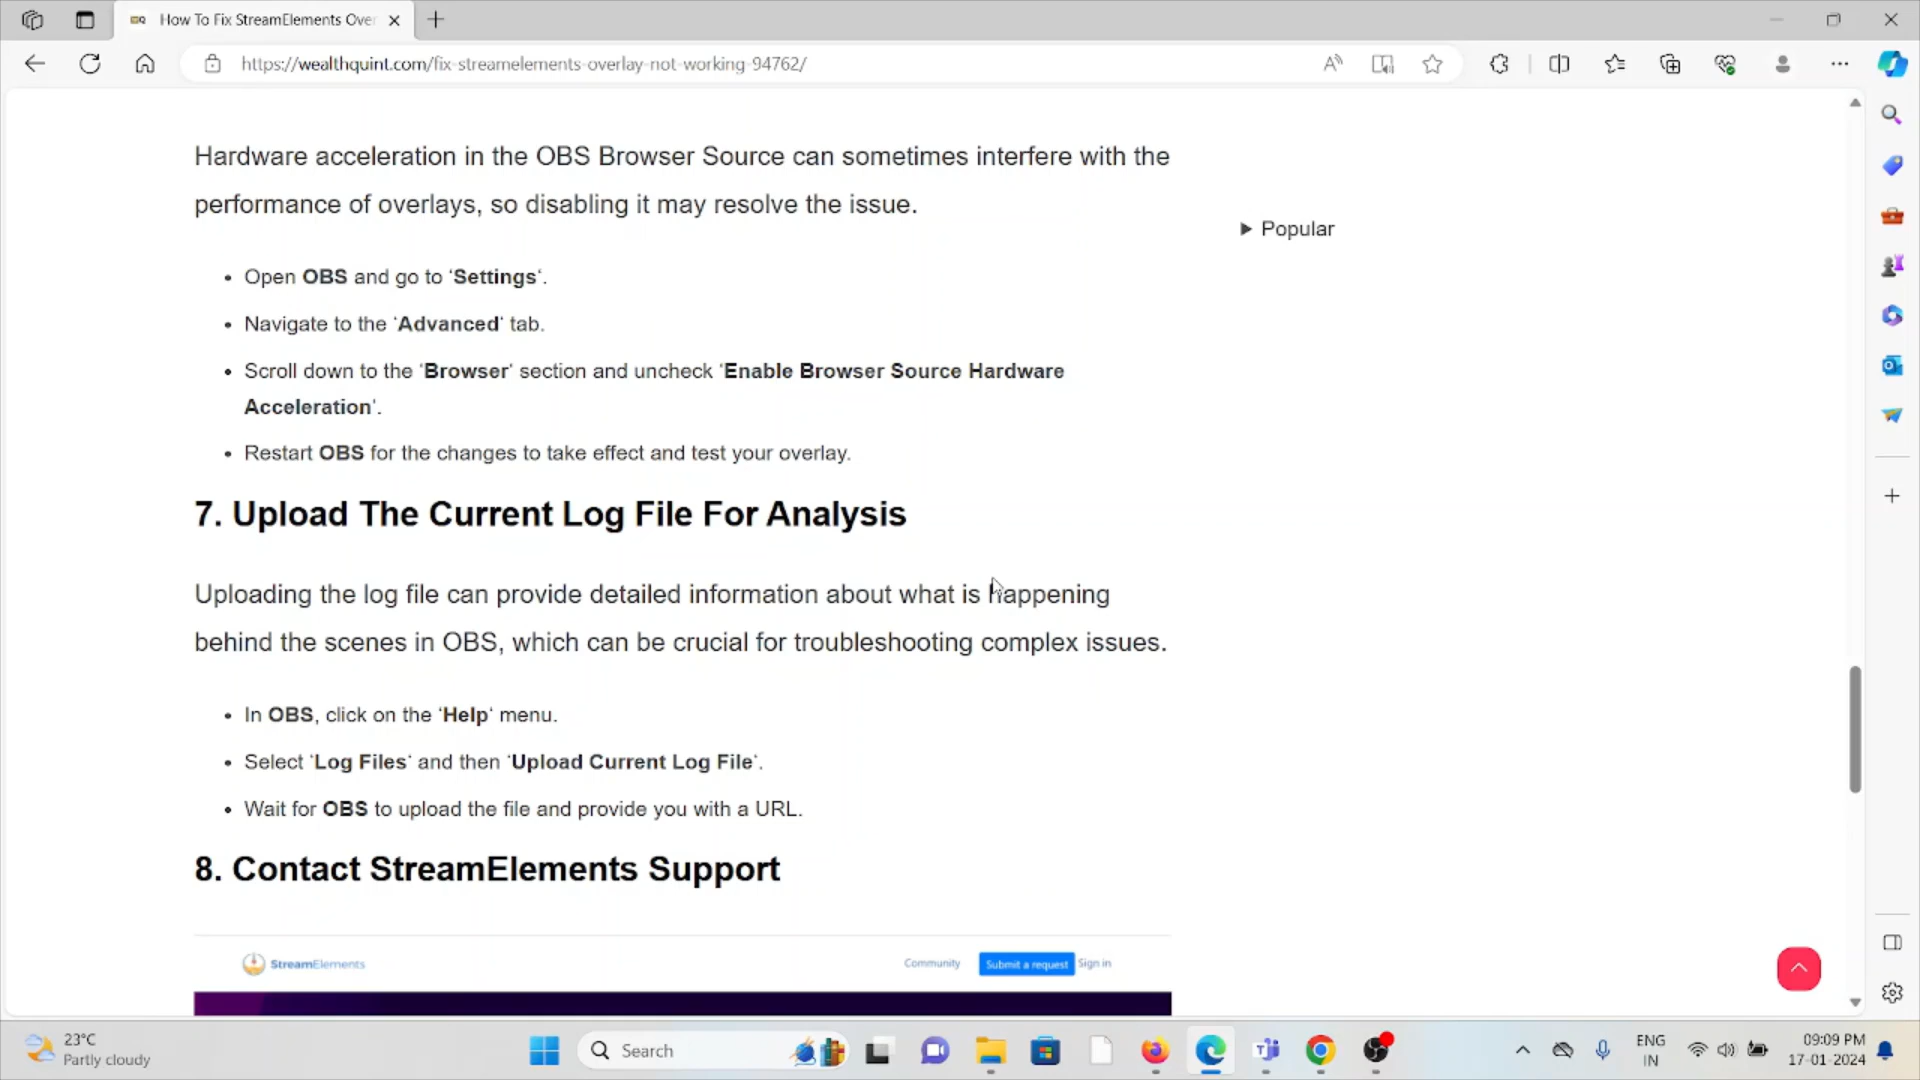 How To Fix StreamElements Over
https://wealthquint.com/fix-streamelements-overlay-not-working-94762/
Hardware acceleration in the OBS Browser Source can sometimes interfere with the
performance of overlays, so disabling it may resolve the issue.
Popular
• Open OBS and go to ‘Settings‘.
• Navigate to the ‘Advanced‘ tab.
• Scroll down to the ‘Browser‘ section and uncheck ‘Enable Browser Source Hardware
Acceleration‘.
• Restart OBS for the changes to take effect and test your overlay.
7. Upload The Current Log File For Analysis
Uploading the log file can provide detailed information about what is happening
behind the scenes in OBS, which can be crucial for troubleshooting complex issues.
• In OBS, click on the ‘Help‘ menu.
• Select ‘Log Files‘ and then ‘Upload Current Log File‘.
• Wait for OBS to upload the file and provide you with a URL.
8. Contact StreamElements Support
StreamElements
Community Submit a request Sign in
23°C
Partly cloudy
Search
ENG
IN
09:09 PM
17-01-2024